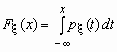 F_ξ(x) = ∫_{-∞}^{x} p_ξ(t) dt